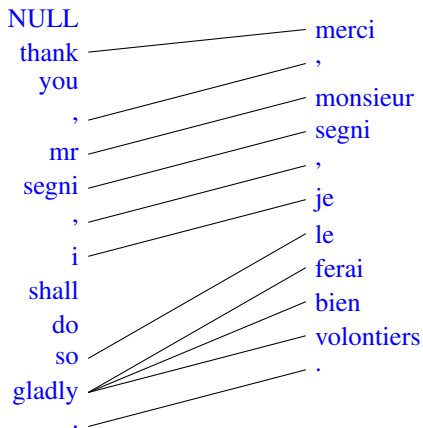 NULL
thank
you
,
mr
segni
,
i
shall
do
so
gladly
.
merci
,
monsieur
segni
,
je
le
ferai
bien
volontiers
.